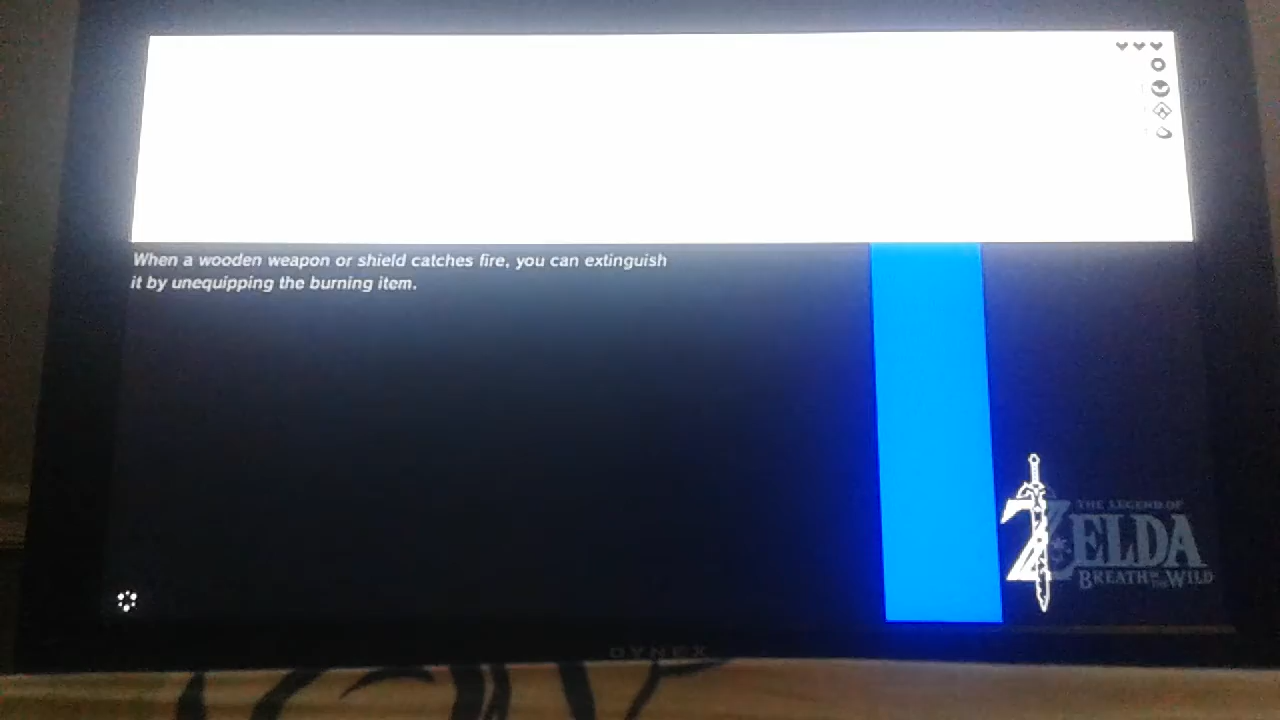 When a wooden weapon or shield catches fire, you can extinguish
it by unequipping the burning item.
THE LEGEND OF
ZELDA
BREATH OF THE WILD
DYNEX